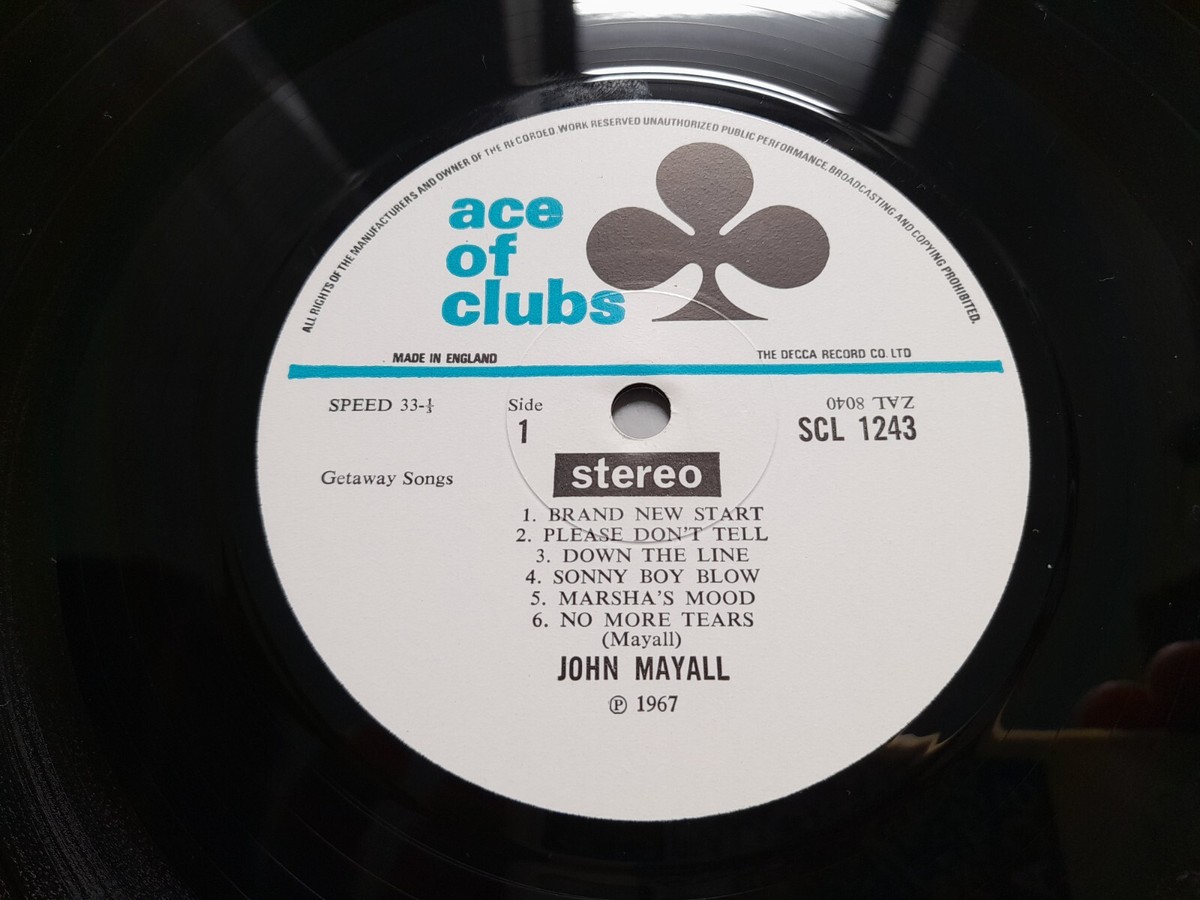 ALL RIGHTS OF THE MANUFACTURERS AND OWNER OF THE RECORDED WORK RESERVED UNAUTHORIZED PUBLIC PERFORMANCE, BROADCASTING AND COPYING PROHIBITED.
ace
of
clubs
MADE IN ENGLAND THE DECCA RECORD CO. LTD
SPEED 33-⅓ Side ZAL 8040
1 SCL 1243
Getaway Songs stereo
1. BRAND NEW START
2. PLEASE DON'T TELL
3. DOWN THE LINE
4. SONNY BOY BLOW
5. MARSHA'S MOOD
6. NO MORE TEARS
(Mayall)
JOHN MAYALL
℗ 1967